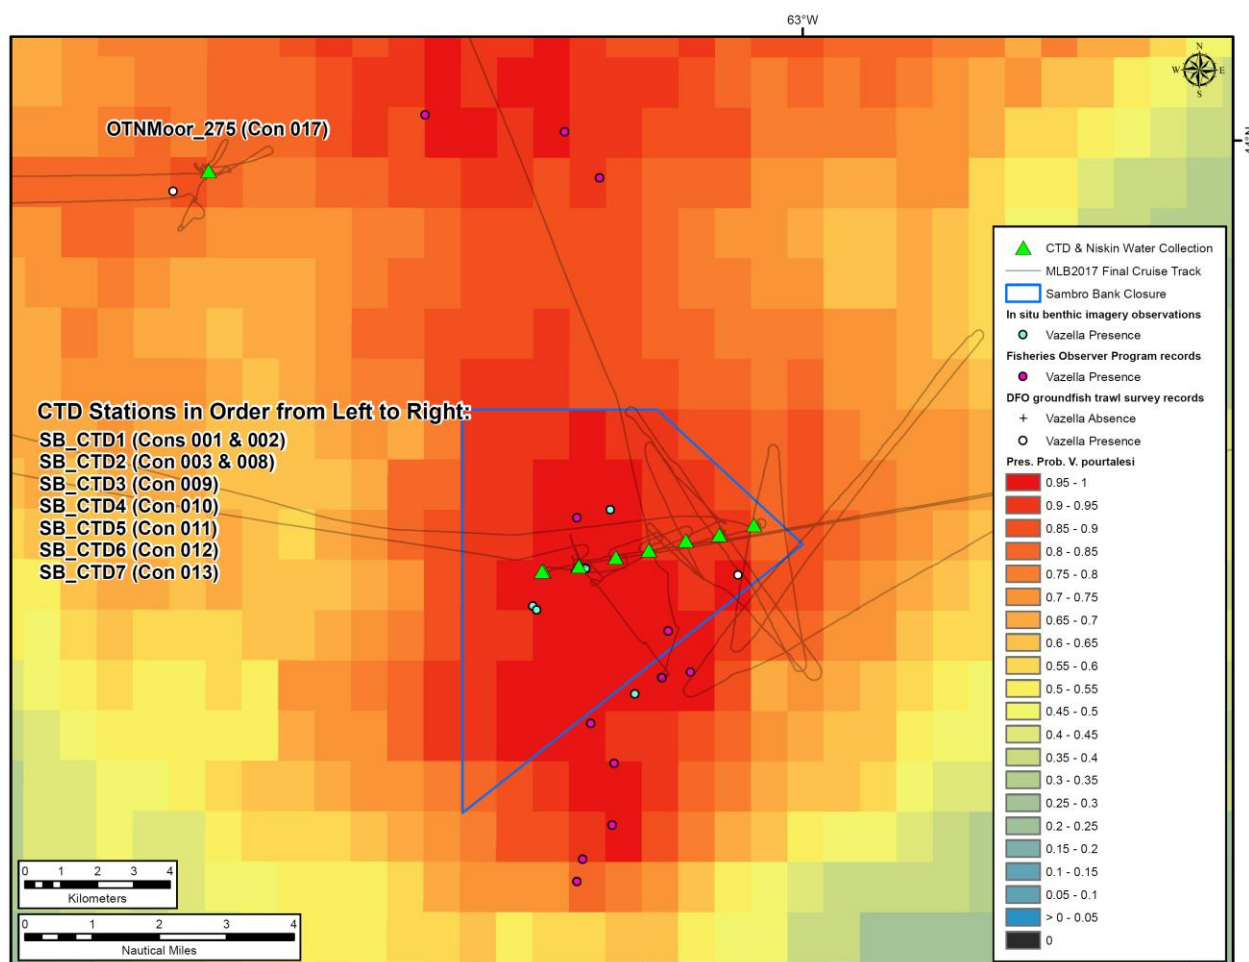 63°W
N
W E
S
44°N
OTNMoor_275 (Con 017)
CTD Stations in Order from Left to Right:
SB_CTD1 (Cons 001 & 002)
SB_CTD2 (Con 003 & 008)
SB_CTD3 (Con 009)
SB_CTD4 (Con 010)
SB_CTD5 (Con 011)
SB_CTD6 (Con 012)
SB_CTD7 (Con 013)
CTD & Niskin Water Collection
MLB2017 Final Cruise Track
Sambro Bank Closure
In situ benthic imagery observations
Vazella Presence
Fisheries Observer Program records
Vazella Presence
DFO groundfish trawl survey records
Vazella Absence
Vazella Presence
Pres. Prob. V. pourtalesi
0.95 - 1
0.9 - 0.95
0.85 - 0.9
0.8 - 0.85
0.75 - 0.8
0.7 - 0.75
0.65 - 0.7
0.6 - 0.65
0.55 - 0.6
0.5 - 0.55
0.45 - 0.5
0.4 - 0.45
0.35 - 0.4
0.3 - 0.35
0.25 - 0.3
0.2 - 0.25
0.15 - 0.2
0.1 - 0.15
0.05 - 0.1
> 0 - 0.05
0
0 1 2 3 4
Kilometers
0 1 2 3 4
Nautical Miles